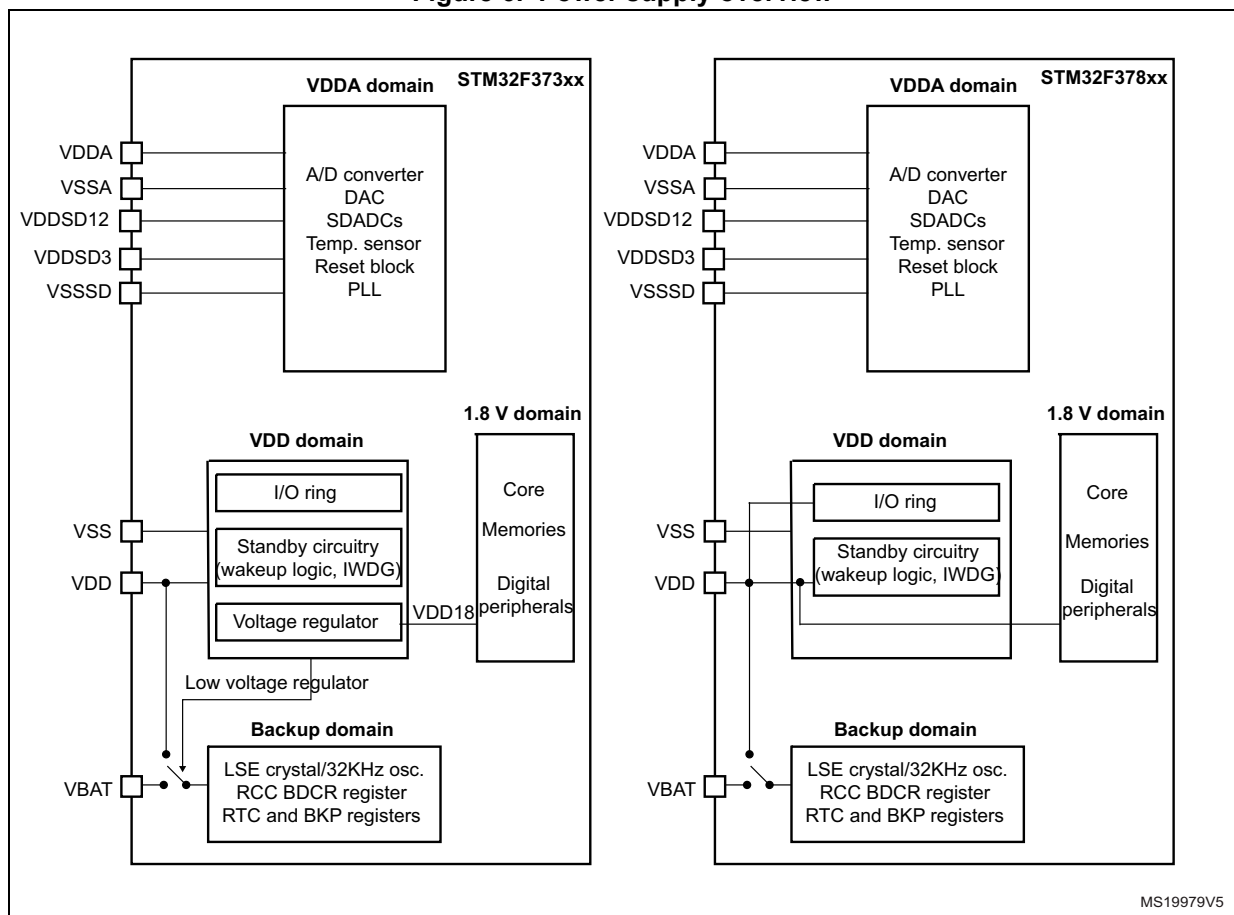 STM32F373xx
VDDA domain
VDDA
VSSA
VDDSD12
VDDSD3
VSSSD
A/D converter
DAC
SDADCs
Temp. sensor
Reset block
PLL
1.8 V domain
VDD domain
I/O ring
Standby circuitry
(wakeup logic, IWDG)
Voltage regulator
VSS
VDD
VDD18
Core
Memories
Digital
peripherals
Low voltage regulator
Backup domain
VBAT
LSE crystal/32KHz osc.
RCC BDCR register
RTC and BKP registers
STM32F378xx
VDDA domain
VDDA
VSSA
VDDSD12
VDDSD3
VSSSD
A/D converter
DAC
SDADCs
Temp. sensor
Reset block
PLL
1.8 V domain
VDD domain
I/O ring
Standby circuitry
(wakeup logic, IWDG)
VSS
VDD
Core
Memories
Digital
peripherals
Backup domain
VBAT
LSE crystal/32KHz osc.
RCC BDCR register
RTC and BKP registers
MS19979V5